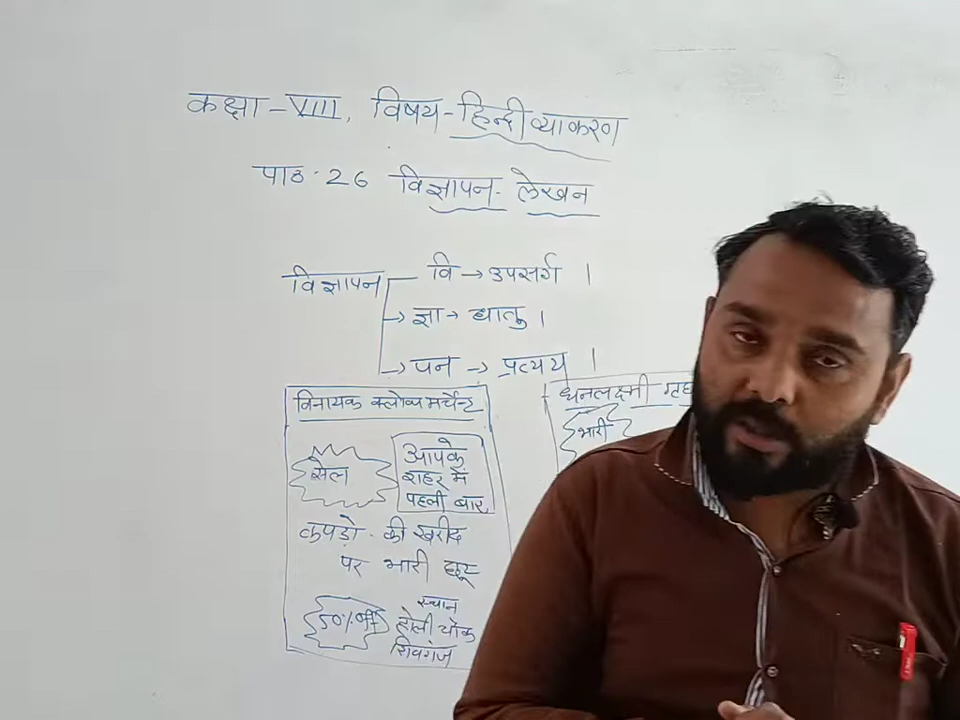 कक्षा - VIII, विषय - हिन्दी व्याकरण
पाठ · 26 विज्ञापन - लेखन
विज्ञापन वि → उपसर्ग ।
→ ज्ञा → धातु ।
→ पन → प्रत्यय ।
विनायक क्लोथ मर्चेन्ट
सेल
आपके
शहर में
पहली बार
कपड़ो की खरीद
पर भारी छूट
50% off
स्थान
होली चौक
शिवगंज
धनलक्ष्मी गृह
भारी